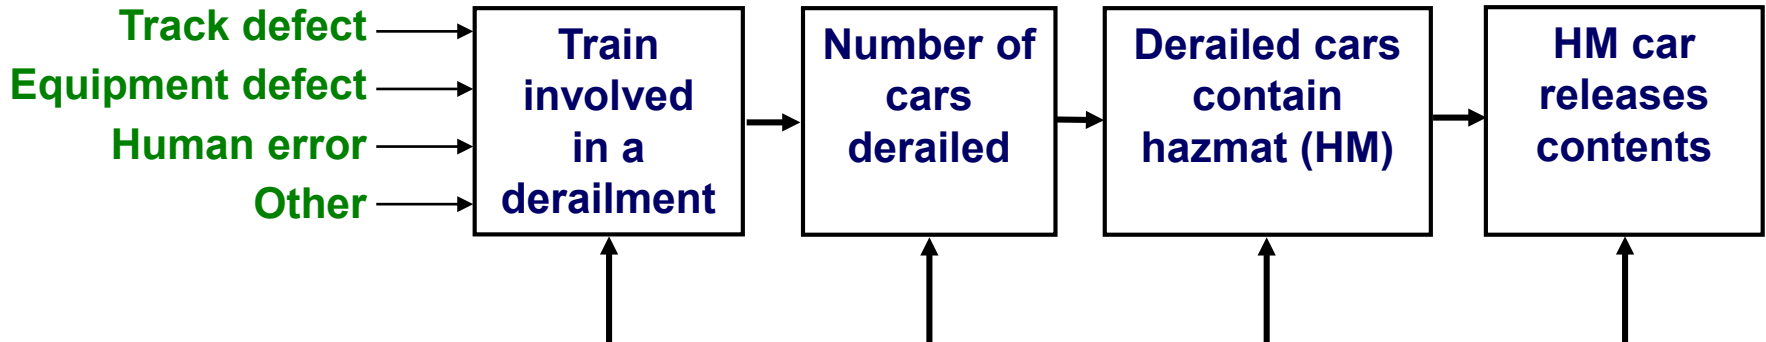 Track defect
Equipment defect
Human error
Other
Train
involved
in a
derailment
Number of
cars
derailed
Derailed cars
contain
hazmat (HM)
HM car
releases
contents